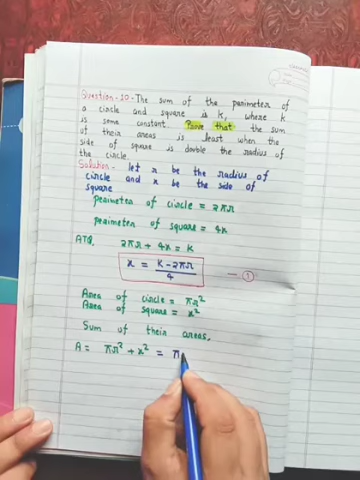 Question-10- The sum of the perimeter of
a circle and square is K, where K
is some constant. Prove that the sum
of their areas is least when the
side of square is double the radius of
the circle.
Solution- let r be the radius of
circle and x be the side of
square
perimeter of circle = 2πr
perimeter of square = 4x
ATQ, 2πr + 4x = K
x = K - 2πr / 4 — ①
Area of circle = πr²
Area of square = x²
Sum of their areas,
A = πr² + x² = π